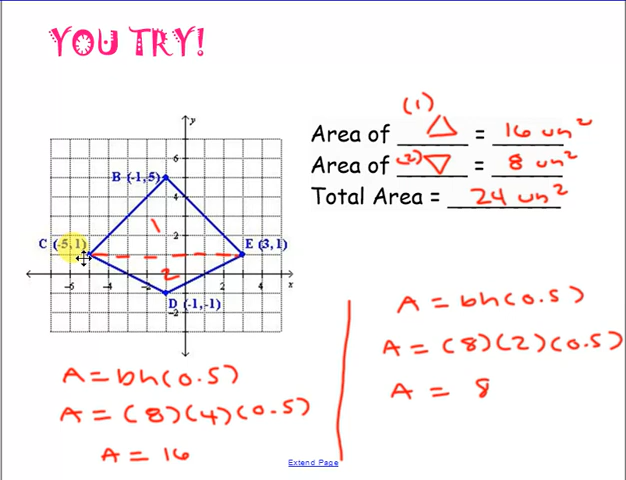 YOU TRY!
(1)
Area of △ = 16 un²
Area of (2) ▽ = 8 un²
Total Area = 24 un²
y
6
B (-1, 5)
4
1
2
C (-5, 1)
E (3, 1)
2
-6 -4 -2 2 4 x
D (-1, -1)
-2
-4
A = bh(0.5)
A = (8)(4)(0.5)
A = 16
A = bh(0.5)
A = (8)(2)(0.5)
A = 8
Extend Page